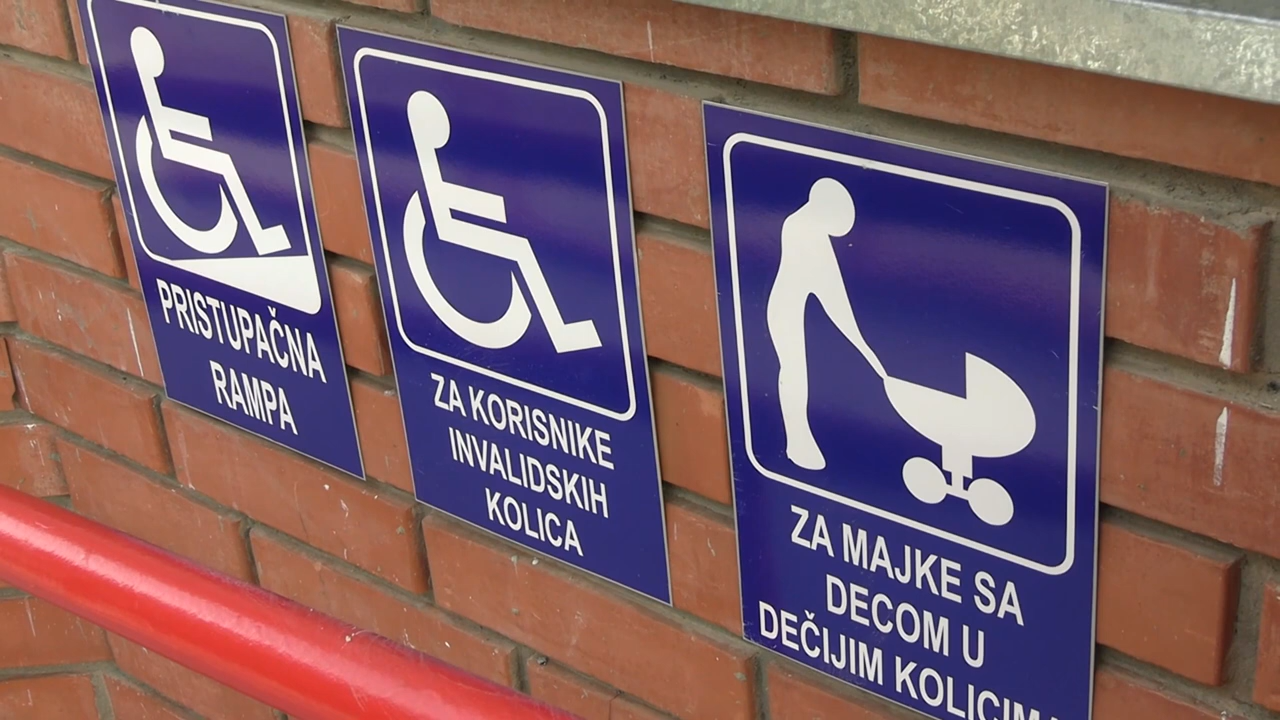 PRISTUPAČNA
RAMPA
ZA KORISNIKE
INVALIDSKIH
KOLICA
ZA MAJKE SA
DECOM U
DEČIJIM